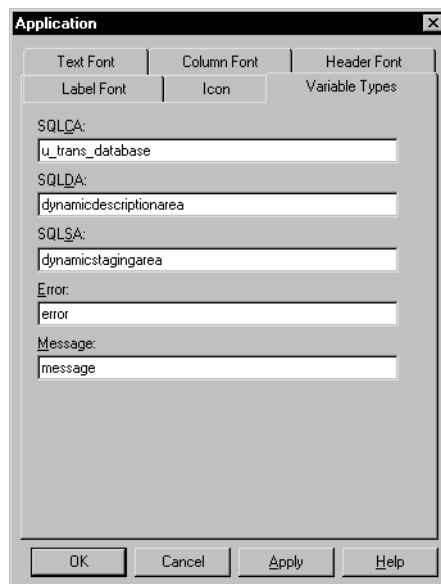 Application
Text Font Column Font Header Font
Label Font Icon Variable Types
SQLCA:
u_trans_database
SQLDA:
dynamicdescriptionarea
SQLSA:
dynamicstagingarea
Error:
error
Message:
message
OK Cancel Apply Help